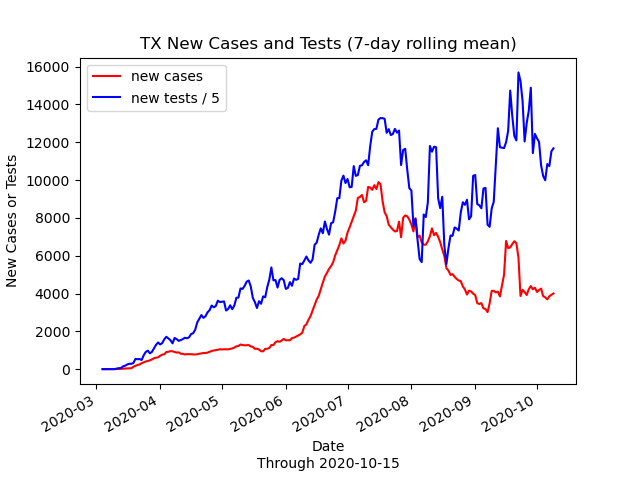 TX New Cases and Tests (7-day rolling mean)
new cases
new tests / 5
16000
14000
12000
10000
8000
6000
4000
2000
0
New Cases or Tests
2020-03
2020-04
2020-05
2020-06
2020-07
2020-08
2020-09
2020-10
Date
Through 2020-10-15